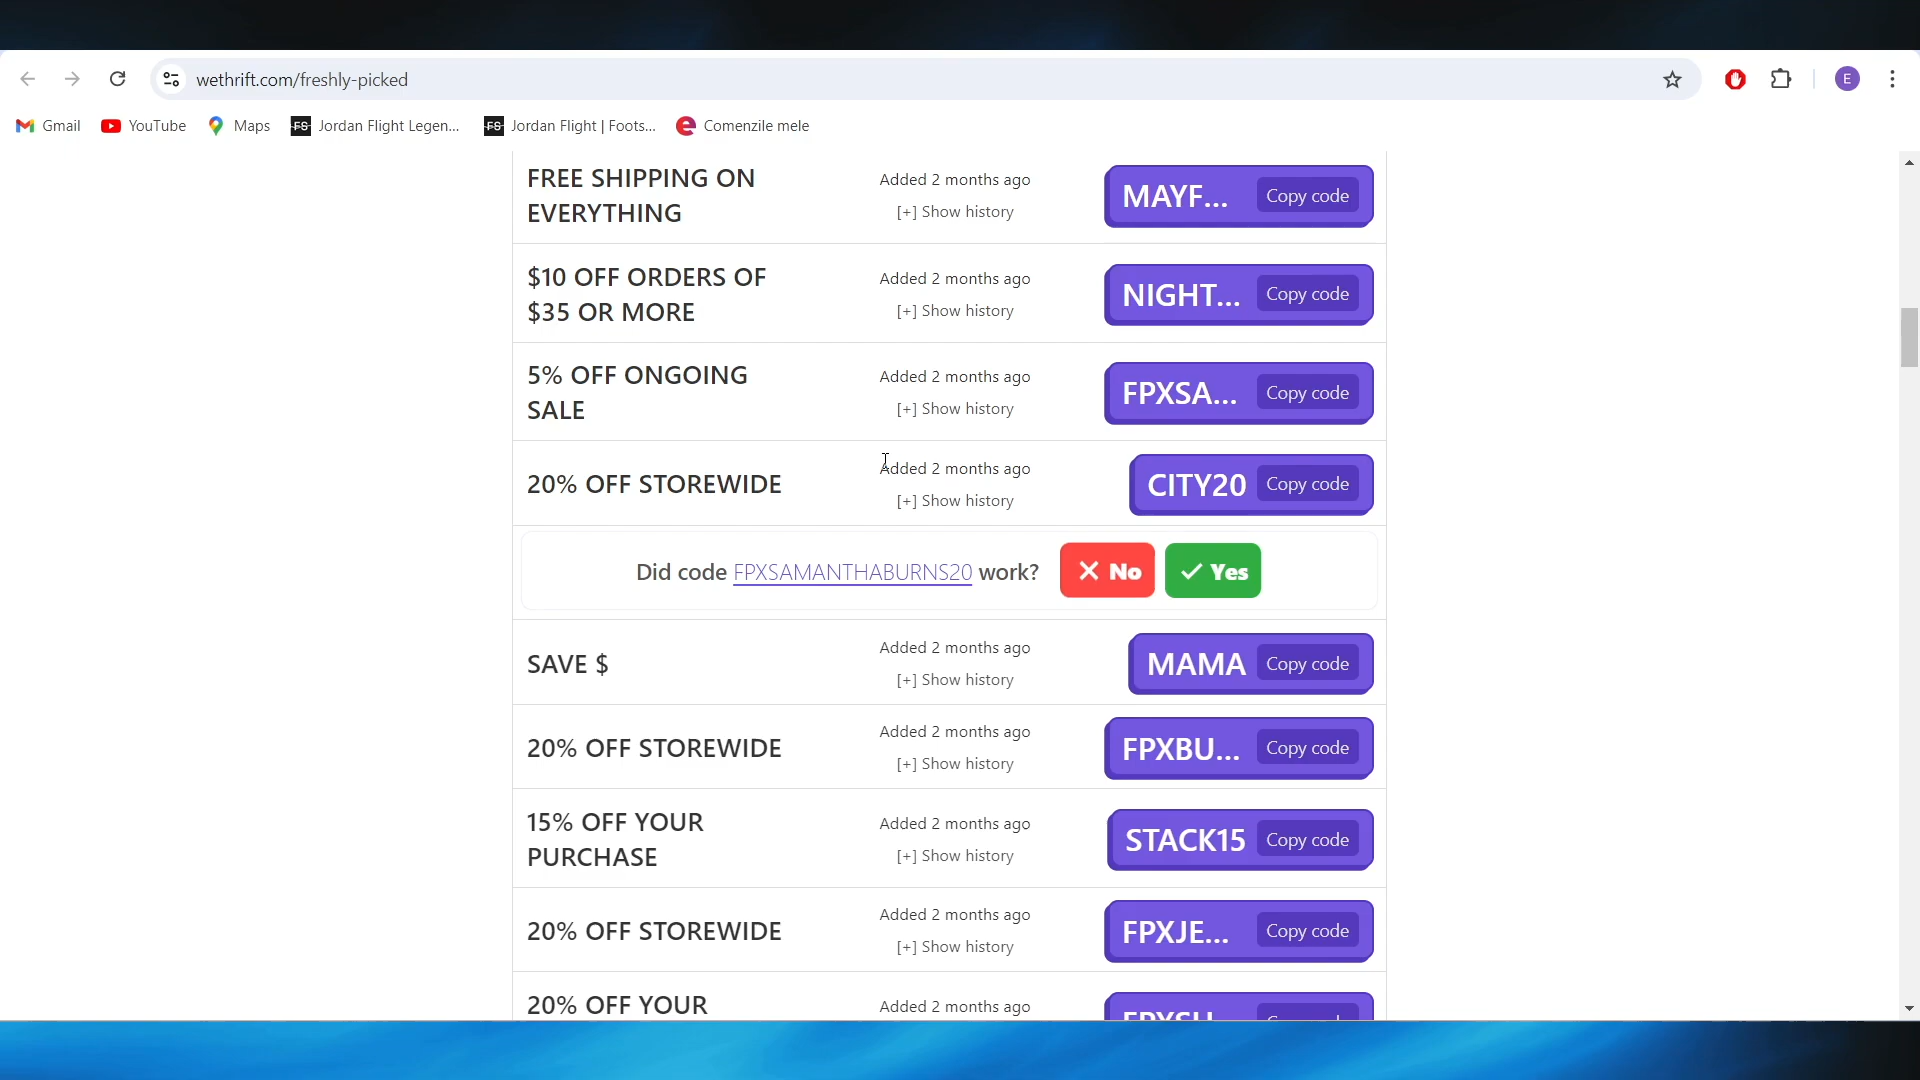 wethrift.com/freshly-picked
E
Gmail YouTube Maps FS Jordan Flight Legen... FS Jordan Flight | Foots... e Comenzile mele
FREE SHIPPING ON
EVERYTHING
Added 2 months ago
[+] Show history
MAYF... Copy code
$10 OFF ORDERS OF
$35 OR MORE
Added 2 months ago
[+] Show history
NIGHT... Copy code
5% OFF ONGOING
SALE
Added 2 months ago
[+] Show history
FPXSA... Copy code
20% OFF STOREWIDE
Added 2 months ago
[+] Show history
CITY20 Copy code
Did code FPXSAMANTHABURNS20 work? No Yes
SAVE $
Added 2 months ago
[+] Show history
MAMA Copy code
20% OFF STOREWIDE
Added 2 months ago
[+] Show history
FPXBU... Copy code
15% OFF YOUR
PURCHASE
Added 2 months ago
[+] Show history
STACK15 Copy code
20% OFF STOREWIDE
Added 2 months ago
[+] Show history
FPXJE... Copy code
20% OFF YOUR
Added 2 months ago